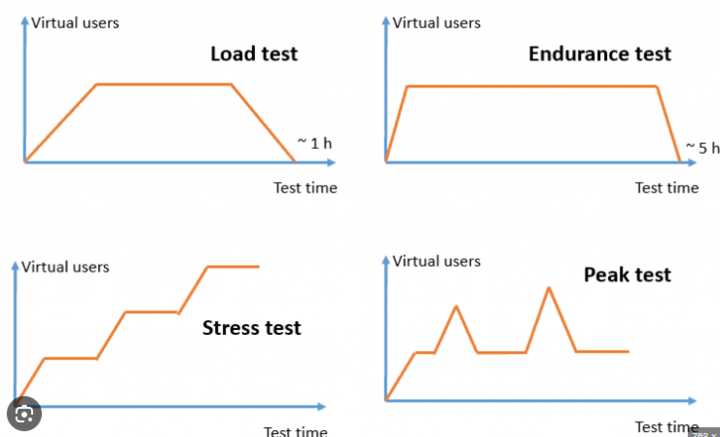 Virtual users
Load test
~ 1 h
Test time
Virtual users
Endurance test
~ 5 h
Test time
Virtual users
Stress test
Test time
Virtual users
Peak test
Test time